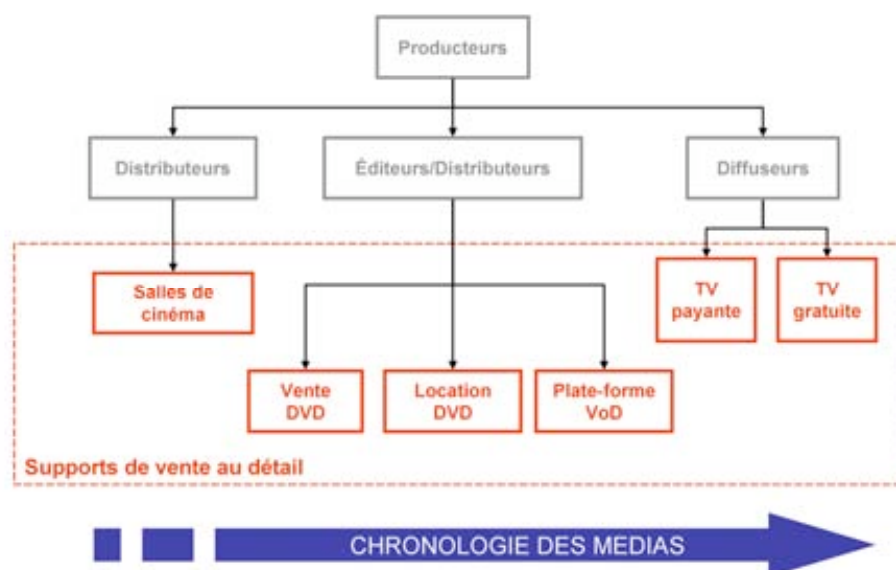 Producteurs
Distributeurs
Éditeurs/Distributeurs
Diffuseurs
Salles de
cinéma
TV
payante
TV
gratuite
Vente
DVD
Location
DVD
Plate-forme
VoD
Supports de vente au détail
CHRONOLOGIE DES MEDIAS